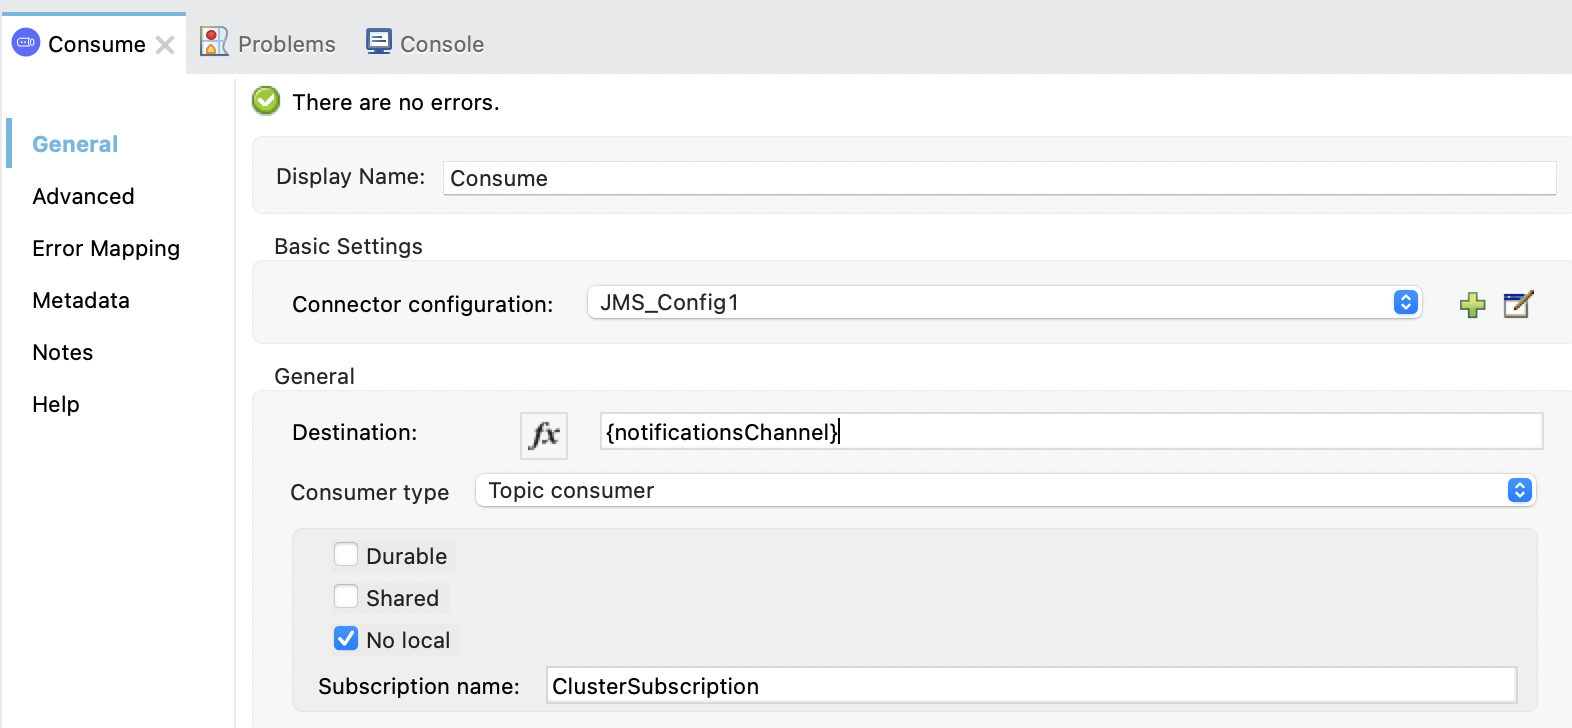 Consume Problems Console
There are no errors.
General
Display Name: Consume
Advanced
Error Mapping
Basic Settings
Metadata
Connector configuration: JMS_Config1
Notes
General
Help
Destination: fx {notificationsChannel}
Consumer type Topic consumer
Durable
Shared
No local
Subscription name: ClusterSubscription